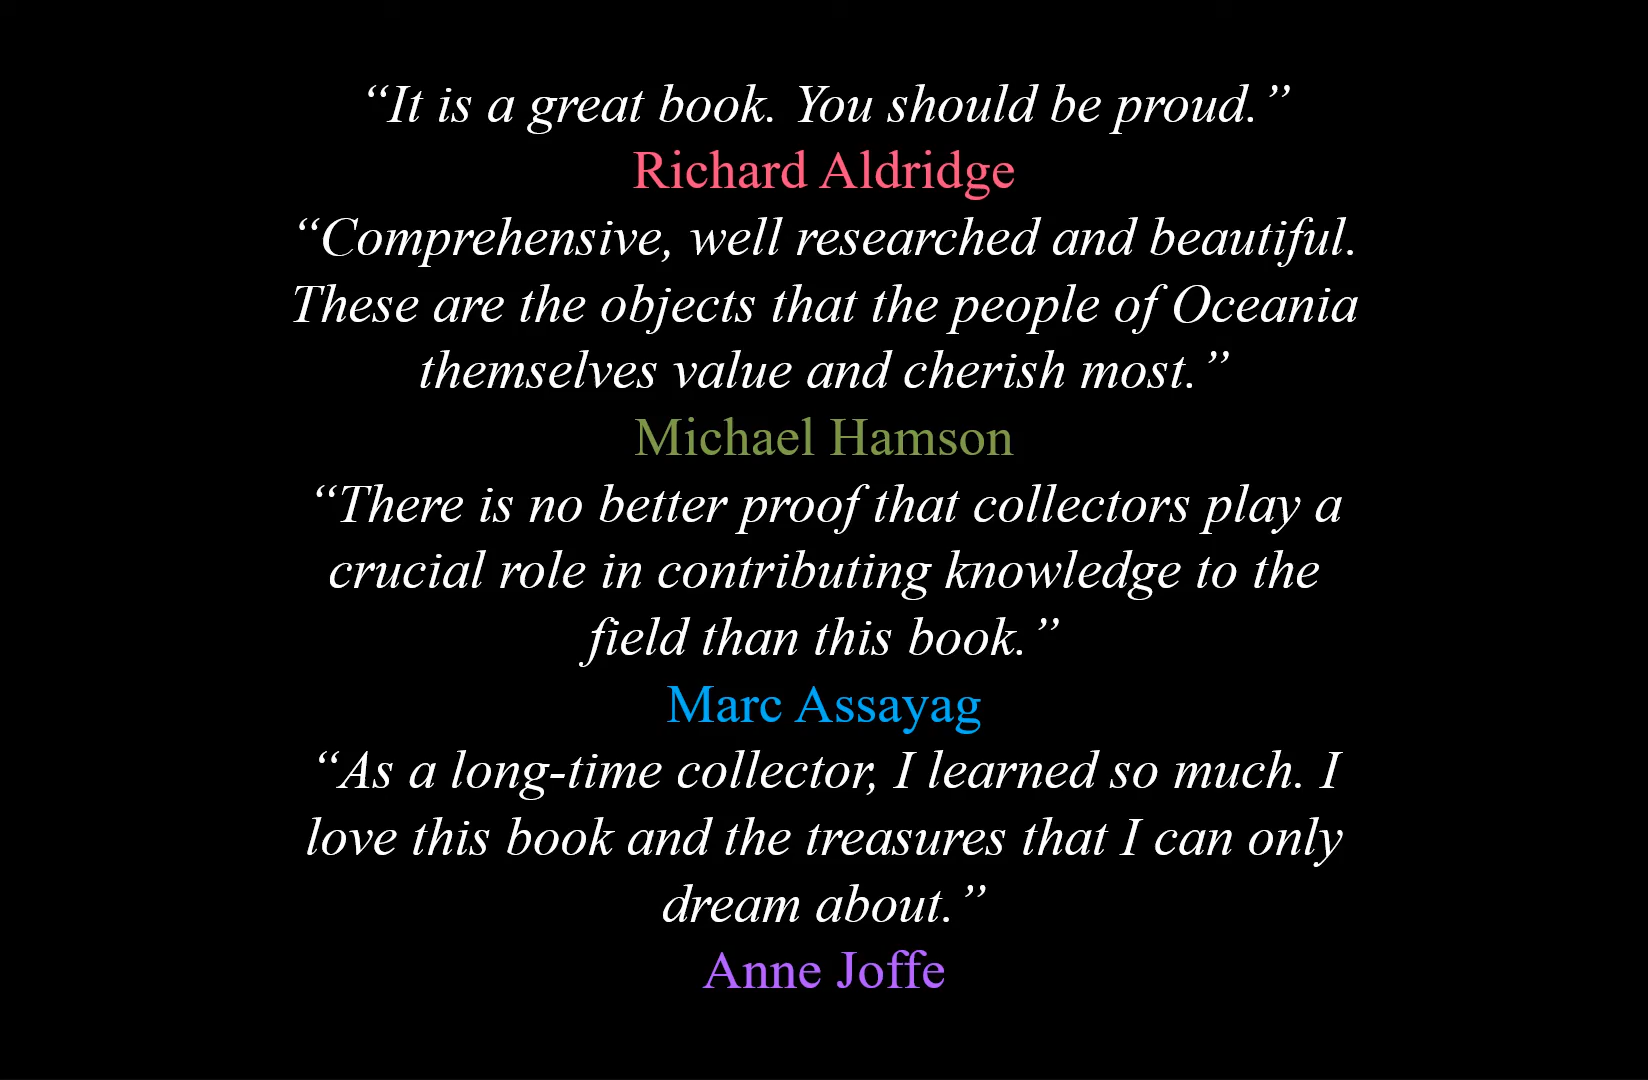 “It is a great book. You should be proud.”
Richard Aldridge
“Comprehensive, well researched and beautiful.
These are the objects that the people of Oceania
themselves value and cherish most.”
Michael Hamson
“There is no better proof that collectors play a
crucial role in contributing knowledge to the
field than this book.”
Marc Assayag
“As a long-time collector, I learned so much. I
love this book and the treasures that I can only
dream about.”
Anne Joffe